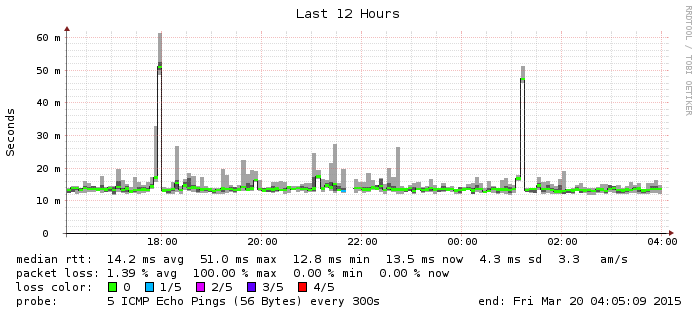 Last 12 Hours
RRDTOOL / TOBI OETIKER
Seconds
60 m
50 m
40 m
30 m
20 m
10 m
0
18:00 20:00 22:00 00:00 02:00 04:00
median rtt: 14.2 ms avg 51.0 ms max 12.8 ms min 13.5 ms now 4.3 ms sd 3.3 am/s
packet loss: 1.39 % avg 100.00 % max 0.00 % min 0.00 % now
loss color: 0 1/5 2/5 3/5 4/5
probe: 5 ICMP Echo Pings (56 Bytes) every 300s end: Fri Mar 20 04:05:09 2015